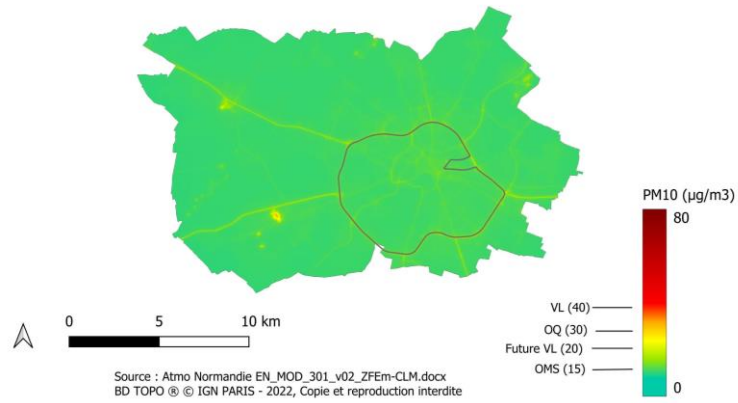 PM10 (µg/m3)
80
VL (40)
OQ (30)
Future VL (20)
OMS (15)
0
0 5 10 km
Source : Atmo Normandie EN_MOD_301_v02_ZFEm-CLM.docx
BD TOPO ® © IGN PARIS - 2022, Copie et reproduction interdite